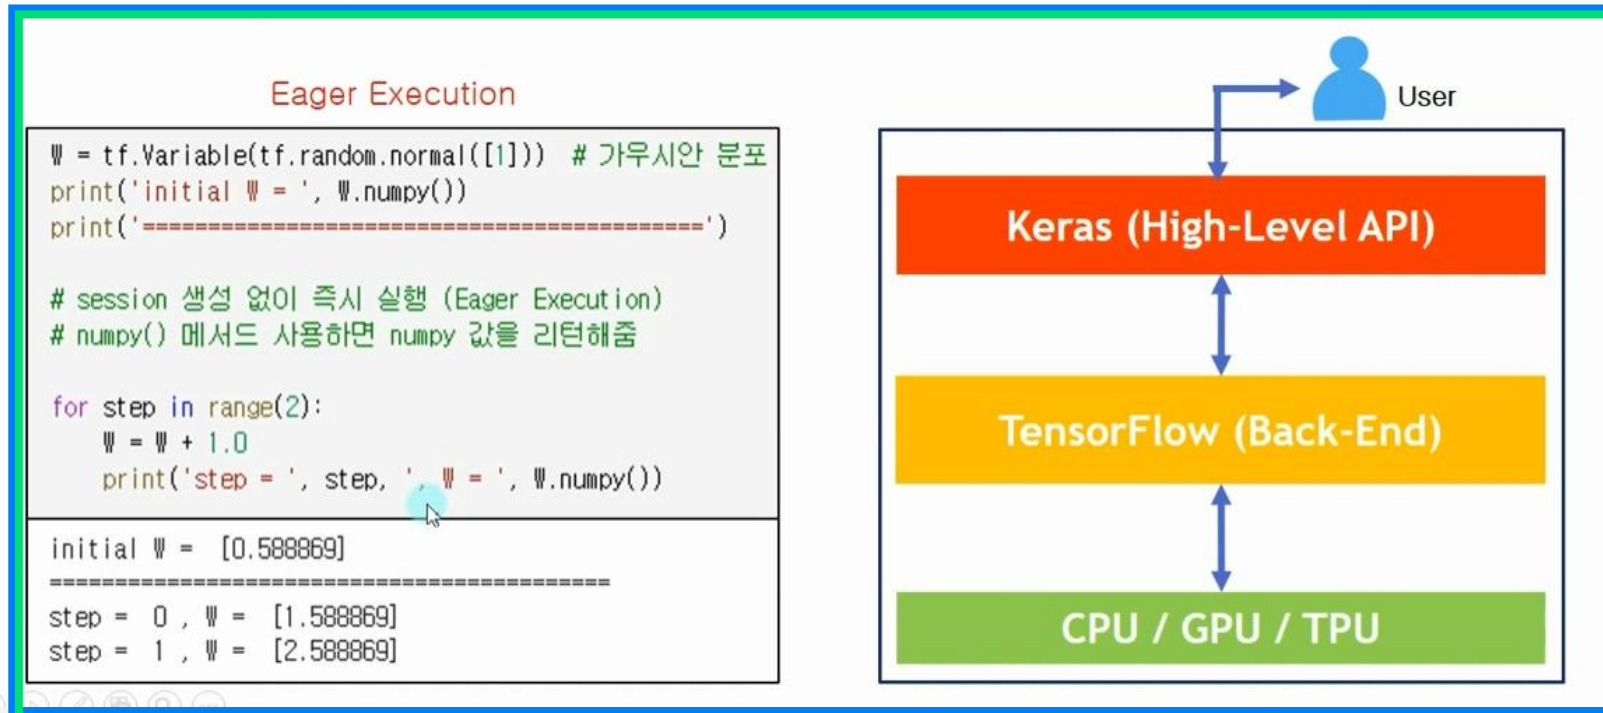 Eager Execution
W = tf.Variable(tf.random.normal([1])) # 가우시안 분포
print('initial W = ', W.numpy())
print('===========================================')
# session 생성 없이 즉시 실행 (Eager Execution)
# numpy() 메서드 사용하면 numpy 값을 리턴해줌
for step in range(2):
    W = W + 1.0
    print('step = ', step, ', W = ', W.numpy())
initial W =  [0.588869]
===========================================
step =  0 , W =  [1.588869]
step =  1 , W =  [2.588869]
User
Keras (High-Level API)
TensorFlow (Back-End)
CPU / GPU / TPU